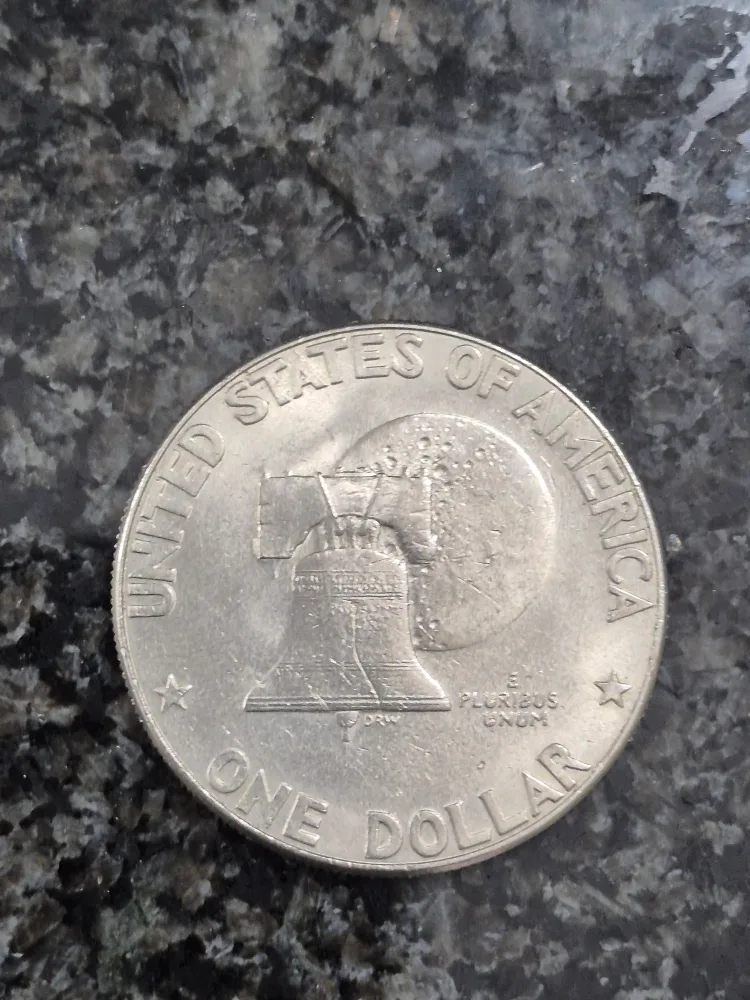 UNITED STATES OF AMERICA
E
PLURIBUS
UNUM
DRW
ONE DOLLAR